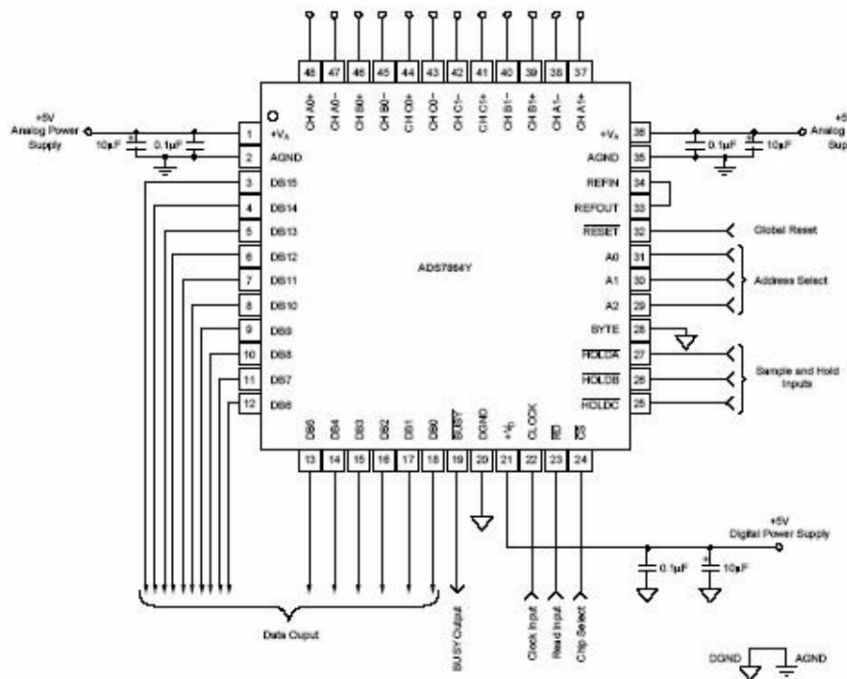 48 47 46 45 44 43 42 41 40 39 38 37
CH A0+ CH A0– CH B0+ CH B0– CH C0+ CH C0– CH C1– CH C1+ CH B1– CH B1+ CH A1– CH A1+
+5V
Analog Power
Supply
10µF
0.1µF
1 +VA
2 AGND
3 DB15
4 DB14
5 DB13
6 DB12
7 DB11
8 DB10
9 DB9
10 DB8
11 DB7
12 DB6
ADS7864Y
+VA 36
AGND 35
REFIN 34
REFOUT 33
RESET 32
A0 31
A1 30
A2 29
BYTE 28
HOLDA 27
HOLDB 26
HOLDC 25
0.1µF
10µF
Analog
Global Reset
Address Select
Sample and Hold
Inputs
DB5 DB4 DB3 DB2 DB1 DB0 BUSY DGND +VD CLOCK RD CS
13 14 15 16 17 18 19 20 21 22 23 24
+5V
Digital Power Supply
0.1µF
10µF
Data Ouput
BUSY Output
Clock Input
Read Input
Chip Select
DGND
AGND